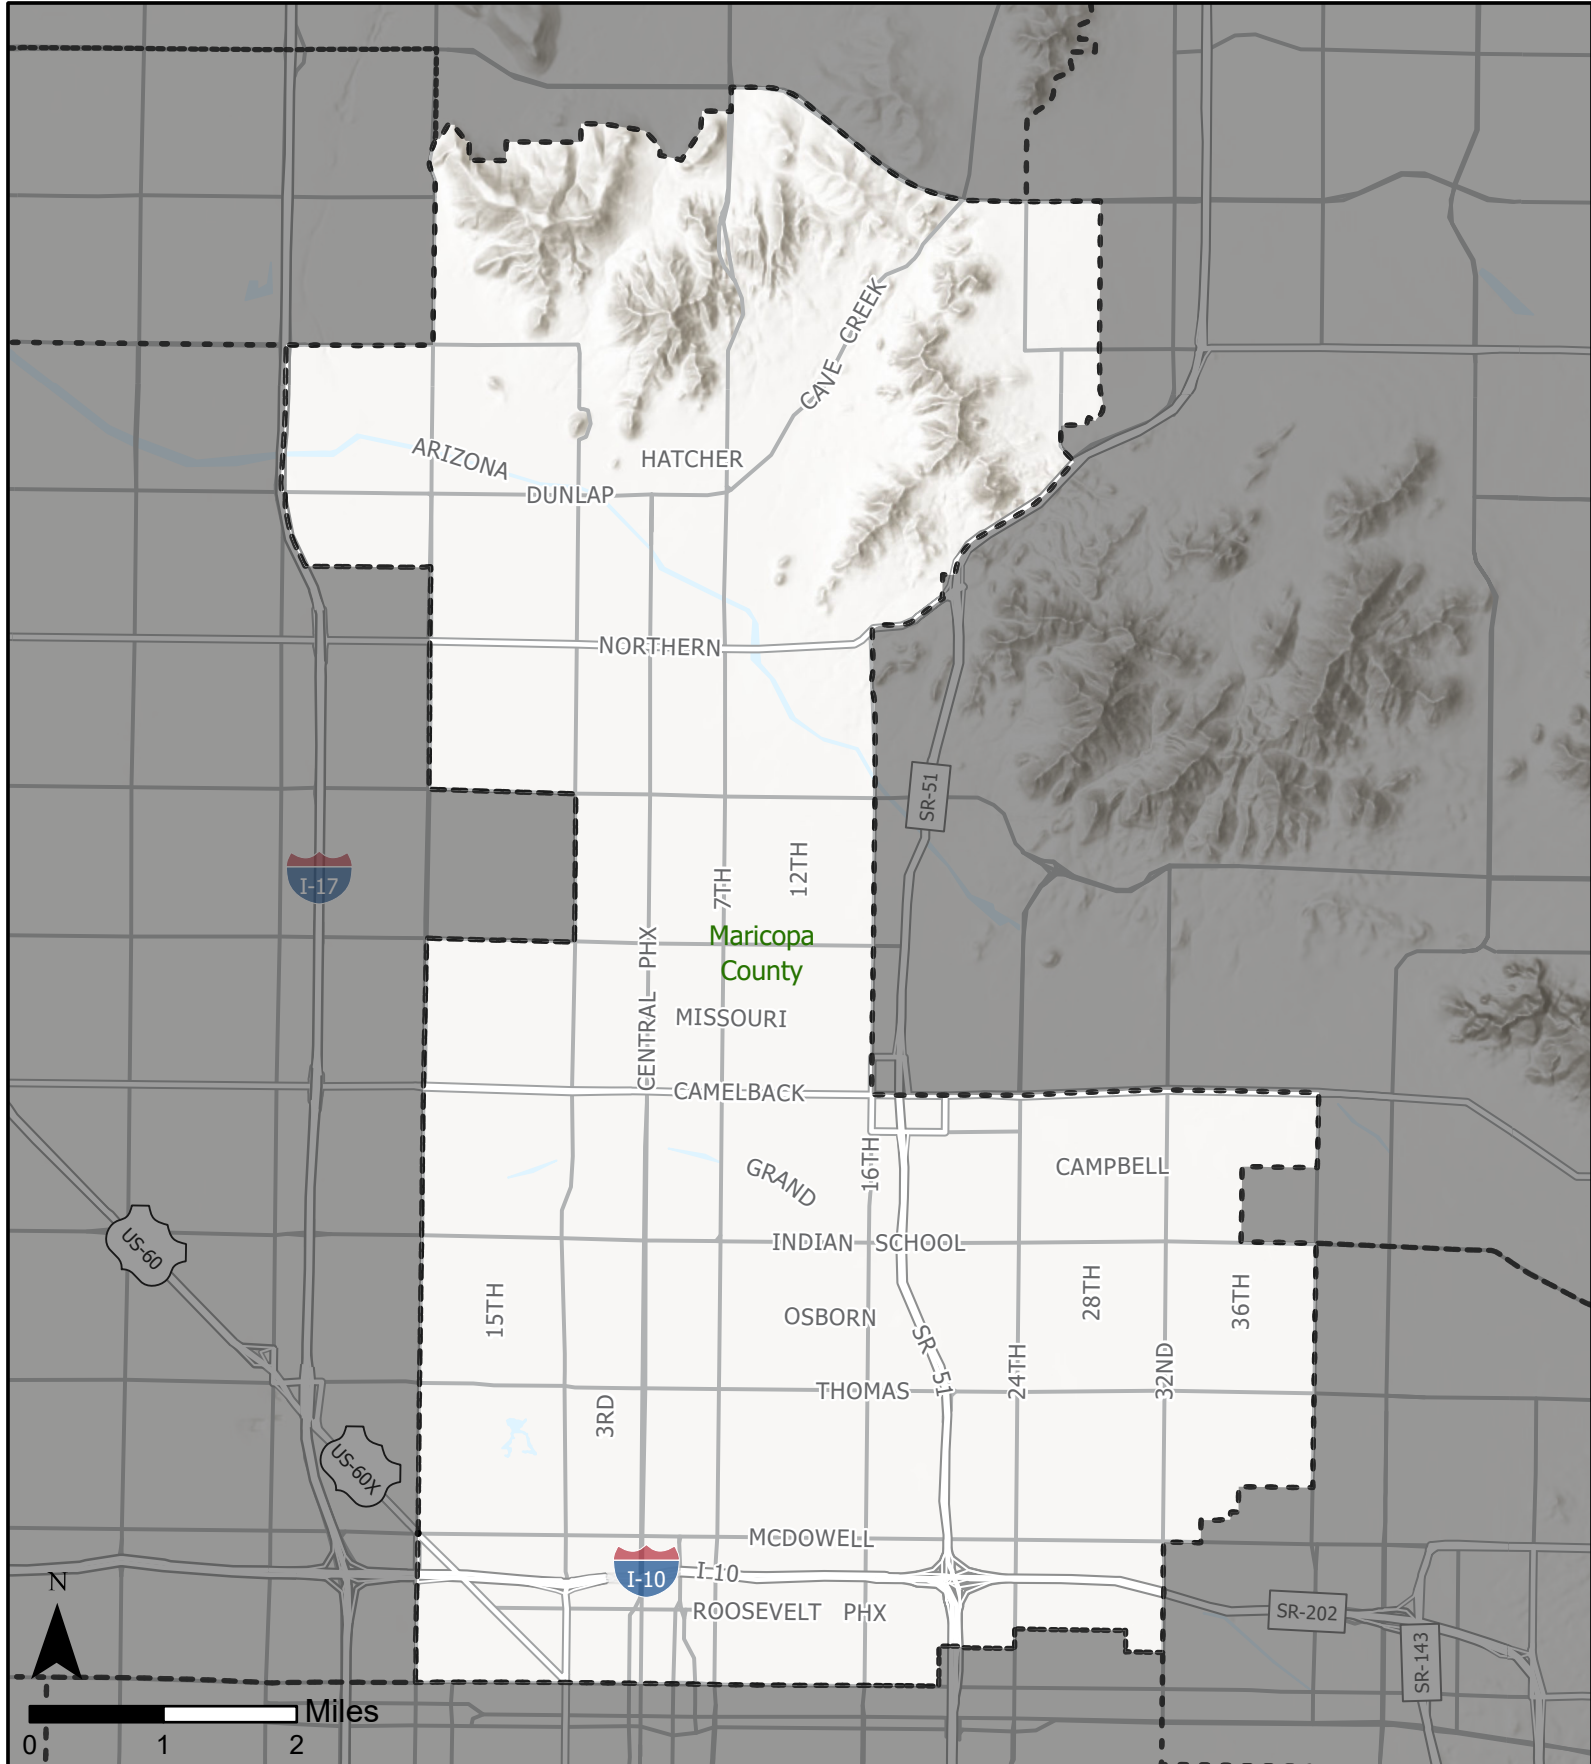 CAVE CREEK
ARIZONA
HATCHER
DUNLAP
NORTHERN
SR-51
I-17
12TH
7TH
Maricopa
County
CENTRAL PHX
MISSOURI
CAMELBACK
16TH
GRAND
CAMPBELL
US-60
INDIAN SCHOOL
15TH
28TH
36TH
OSBORN
SR 51
24TH
32ND
THOMAS
3RD
US-60X
MCDOWELL
I-10
I 10
N
ROOSEVELT PHX
SR-202
SR-143
Miles
0 1 2